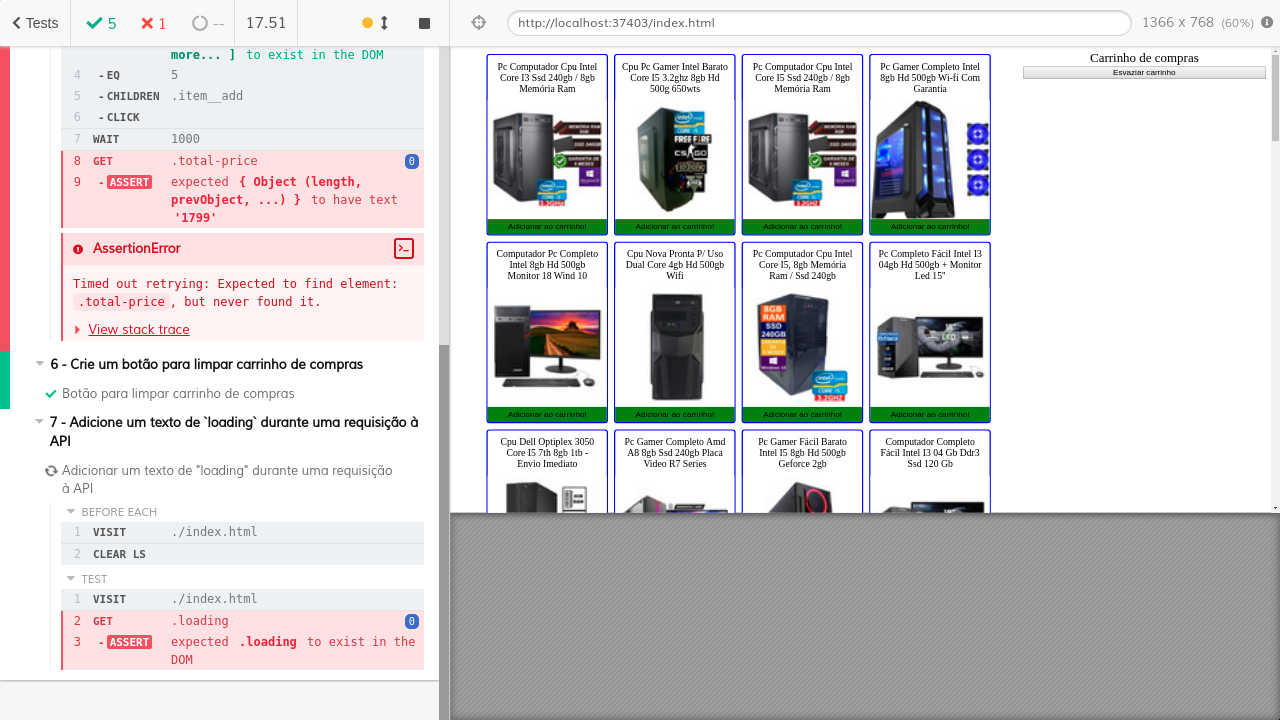 Tests
5
1
--
17.51
http://localhost:37403/index.html
1366 x 768 (60%)
more... ] to exist in the DOM
4 - EQ 5
5 - CHILDREN .item__add
6 - CLICK
7 WAIT 1000
8 GET .total-price 0
9 - ASSERT expected { Object (length,
prevObject, ...) } to have text
'1799'
AssertionError
Timed out retrying: Expected to find element:
.total-price , but never found it.
View stack trace
6 - Crie um botão para limpar carrinho de compras
Botão para limpar carrinho de compras
7 - Adicione um texto de `loading` durante uma requisição à
API
Adicionar um texto de "loading" durante uma requisição
à API
BEFORE EACH
1 VISIT ./index.html
2 CLEAR LS
TEST
1 VISIT ./index.html
2 GET .loading 0
3 - ASSERT expected .loading to exist in the
DOM
Pc Computador Cpu Intel
Core I3 Ssd 240gb / 8gb
Memória Ram
Adicionar ao carrinho!
Cpu Pc Gamer Intel Barato
Core I5 3.2ghz 8gb Hd
500g 650wts
Adicionar ao carrinho!
Pc Computador Cpu Intel
Core I5 Ssd 240gb / 8gb
Memória Ram
Adicionar ao carrinho!
Pc Gamer Completo Intel
8gb Hd 500gb Wi-fi Com
Garantia
Adicionar ao carrinho!
Computador Pc Completo
Intel 8gb Hd 500gb
Monitor 18 Wind 10
Adicionar ao carrinho!
Cpu Nova Pronta P/ Uso
Dual Core 4gb Hd 500gb
Wifi
Adicionar ao carrinho!
Pc Computador Cpu Intel
Core I5, 8gb Memória
Ram / Ssd 240gb
8GB
RAM
SSD
240GB
Adicionar ao carrinho!
Pc Completo Fácil Intel I3
04gb Hd 500gb + Monitor
Led 15"
Adicionar ao carrinho!
Cpu Dell Optiplex 3050
Core I5 7th 8gb 1tb -
Envio Imediato
Pc Gamer Completo Amd
A8 8gb Ssd 240gb Placa
Video R7 Series
Pc Gamer Fácil Barato
Intel I5 8gb Hd 500gb
Geforce 2gb
Computador Completo
Fácil Intel I3 04 Gb Ddr3
Ssd 120 Gb
Carrinho de compras
Esvaziar carrinho